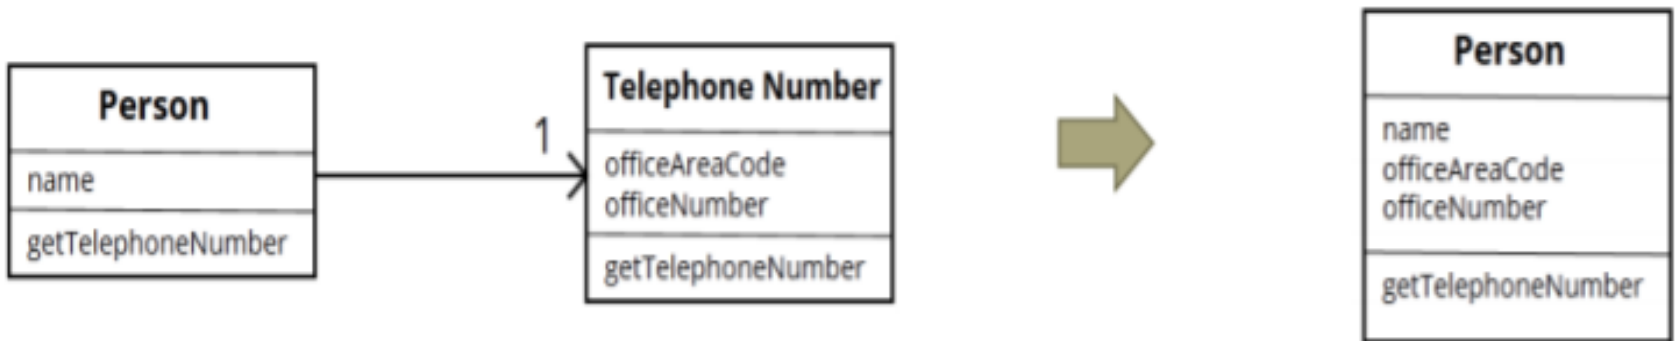 Person
name
getTelephoneNumber
1
Telephone Number
officeAreaCode
officeNumber
getTelephoneNumber
Person
name
officeAreaCode
officeNumber
getTelephoneNumber